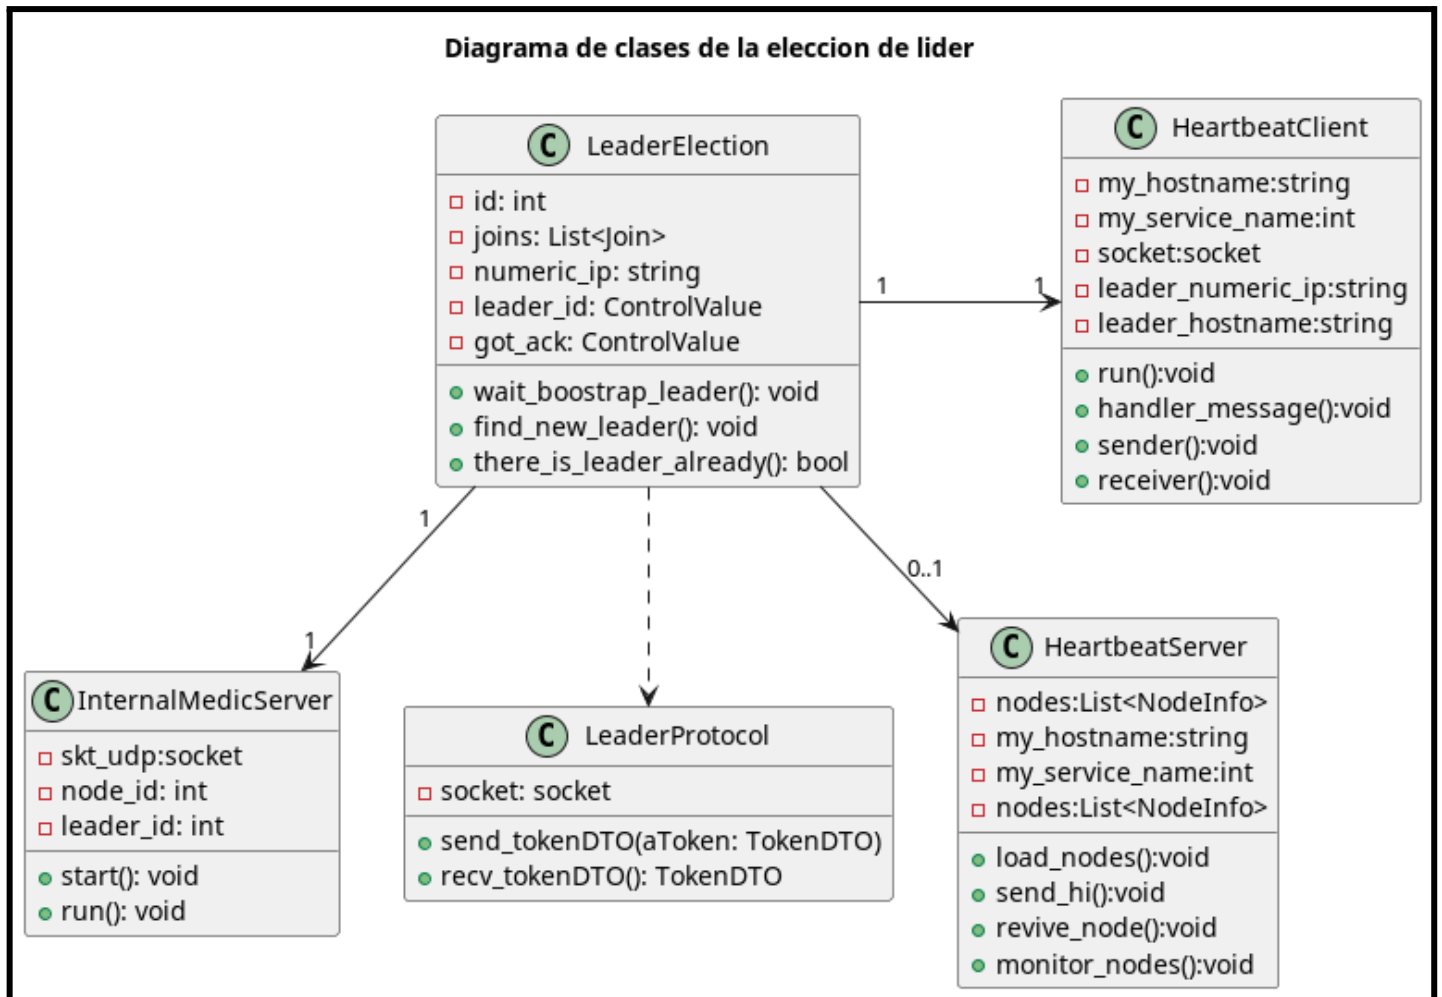 Diagrama de clases de la eleccion de lider
C LeaderElection
id: int
joins: List<Join>
numeric_ip: string
leader_id: ControlValue
got_ack: ControlValue
wait_boostrap_leader(): void
find_new_leader(): void
there_is_leader_already(): bool
C HeartbeatClient
my_hostname:string
my_service_name:int
socket:socket
leader_numeric_ip:string
leader_hostname:string
run():void
handler_message():void
sender():void
receiver():void
1 1
1
1
0..1
C InternalMedicServer
skt_udp:socket
node_id: int
leader_id: int
start(): void
run(): void
C LeaderProtocol
socket: socket
send_tokenDTO(aToken: TokenDTO)
recv_tokenDTO(): TokenDTO
C HeartbeatServer
nodes:List<NodeInfo>
my_hostname:string
my_service_name:int
nodes:List<NodeInfo>
load_nodes():void
send_hi():void
revive_node():void
monitor_nodes():void